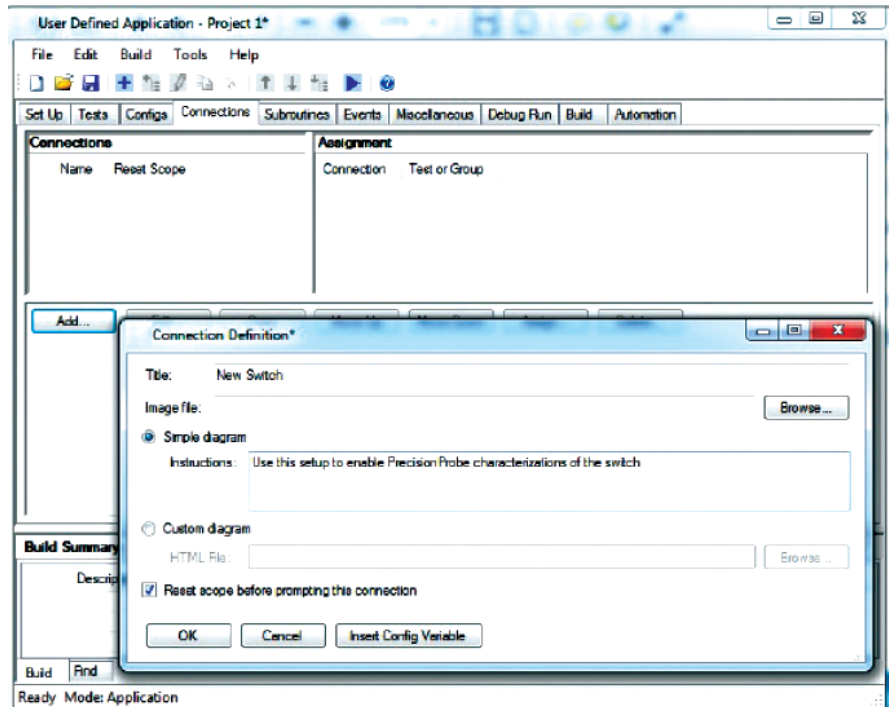 User Defined Application - Project 1*
File Edit Build Tools Help
Set Up Tests Configs Connections Subroutines Events Miscellaneous Debug Run Build Automation
Connections Assignment
Name Reset Scope Connection Test or Group
Add...
Connection Definition*
Title: New Switch
Image file: Browse...
Simple diagram
Instructions: Use this setup to enable Precision Probe characterizations of the switch
Custom diagram
HTML File: Browse ...
Reset scope before prompting this connection
OK Cancel Insert Config Variable
Build Summary
Descrip
Build Find
Ready Mode: Application